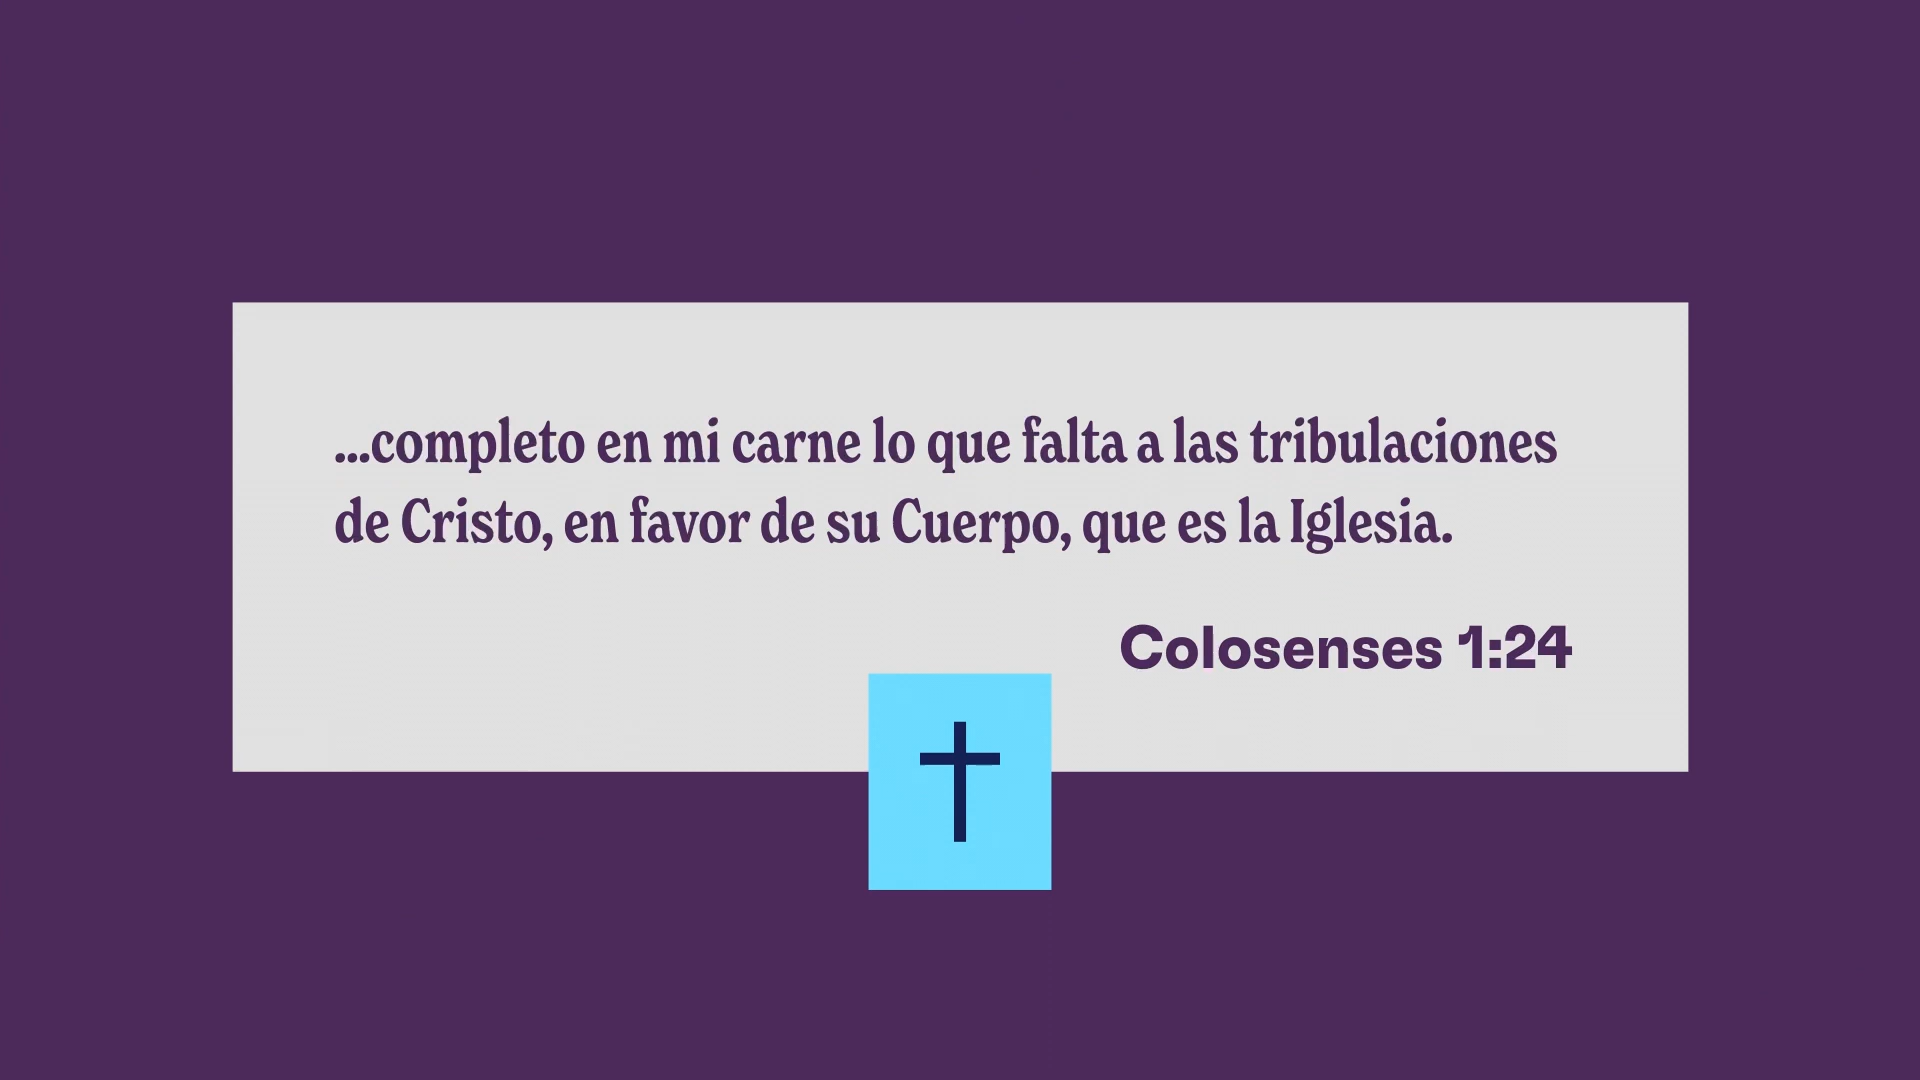 ...completo en mi carne lo que falta a las tribulaciones
de Cristo, en favor de su Cuerpo, que es la Iglesia.
Colosenses 1:24